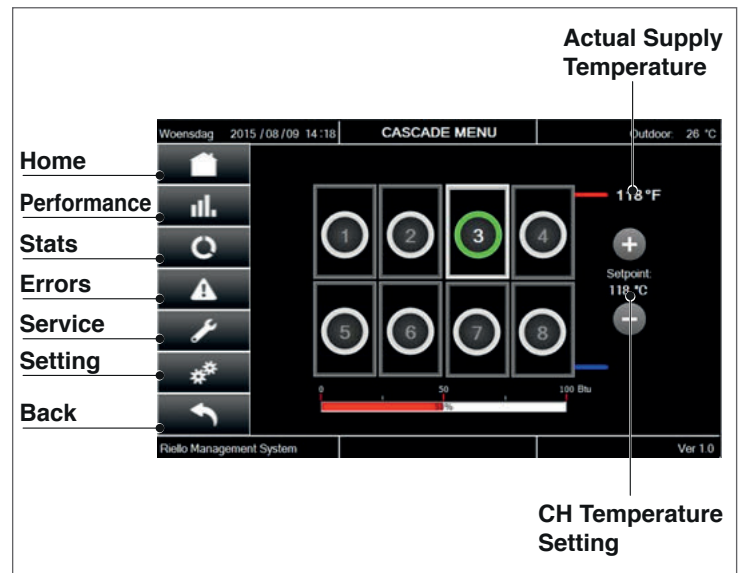 Actual Supply
Temperature
Woensdag 2015 / 08 / 09 14:18 CASCADE MENU Outdoor: 26 °C
Home
Performance
Stats
Errors
Service
Setting
Back
118 °F
1 2 3 4
Setpoint:
118 °C
5 6 7 8
0 50 100 Btu
50%
Riello Management System Ver 1.0
CH Temperature
Setting